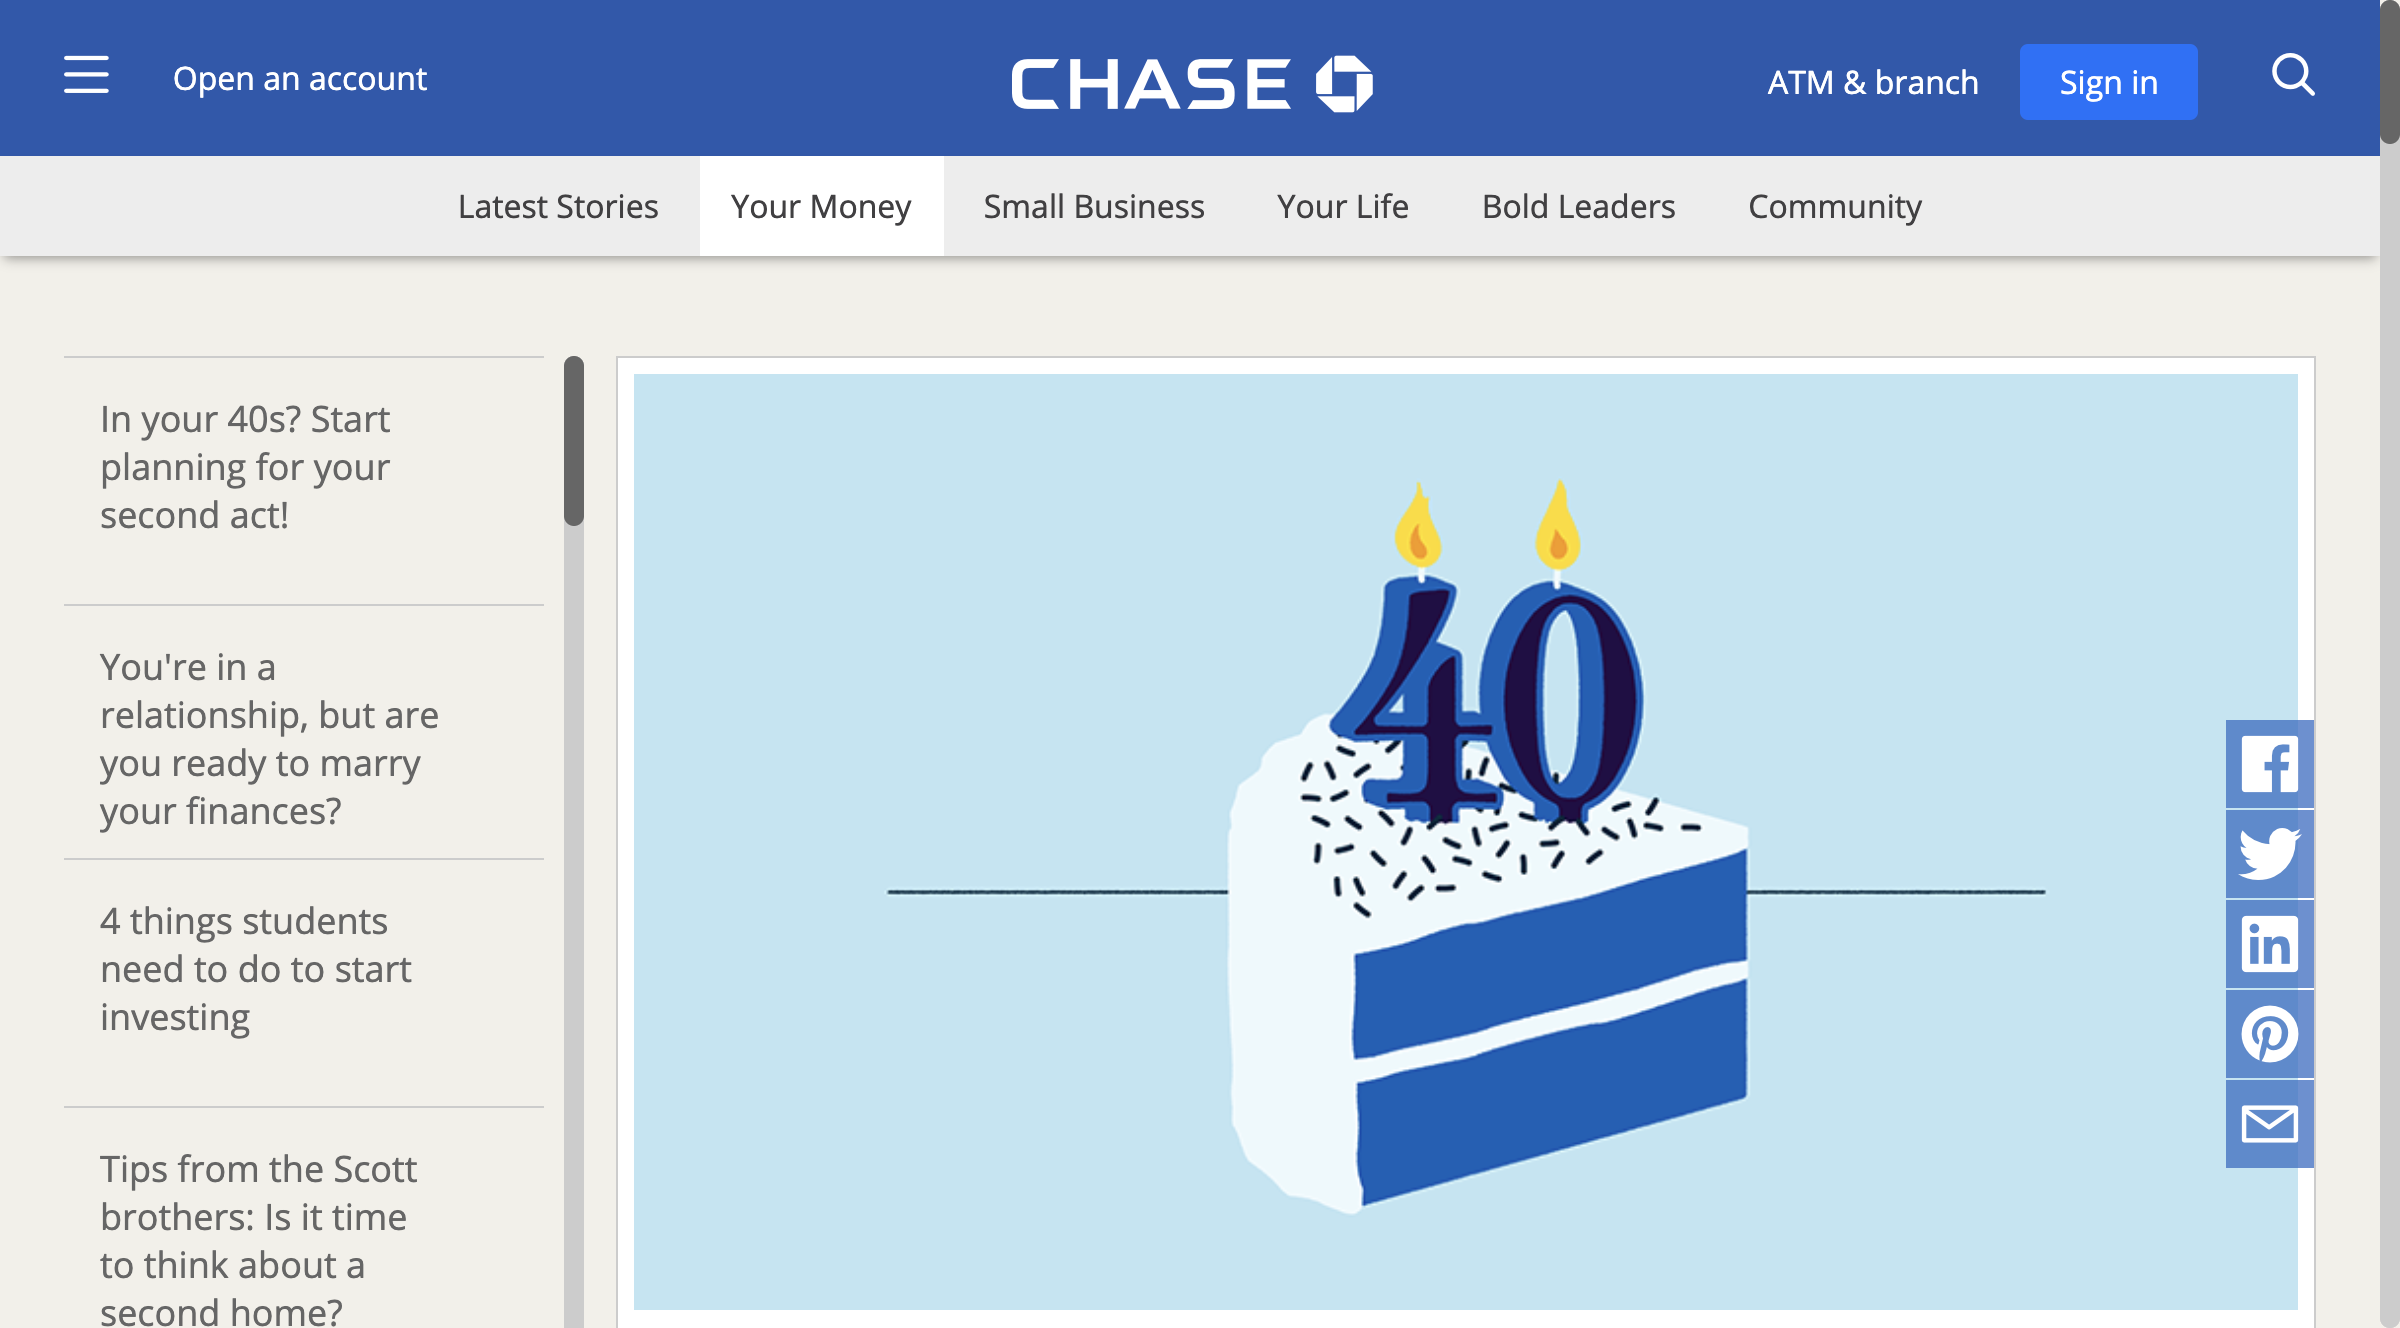 Open an account
CHASE
ATM & branch
Sign in
Latest Stories
Your Money
Small Business
Your Life
Bold Leaders
Community
In your 40s? Start
planning for your
second act!
You're in a
relationship, but are
you ready to marry
your finances?
4 things students
need to do to start
investing
Tips from the Scott
brothers: Is it time
to think about a
second home?
40
f
in